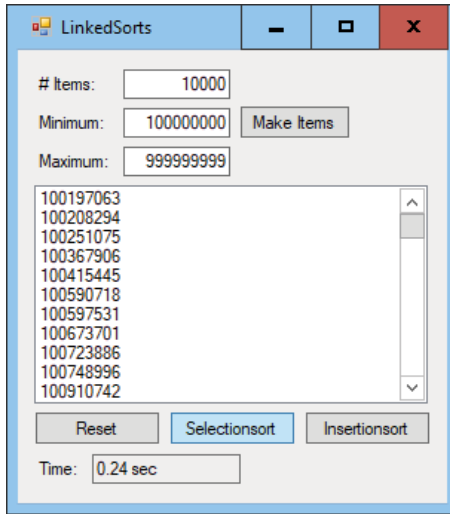 LinkedSorts
# Items: 10000
Minimum: 100000000 Make Items
Maximum: 999999999
100197063
100208294
100251075
100367906
100415445
100590718
100597531
100673701
100723886
100748996
100910742
Reset Selectionsort Insertionsort
Time: 0.24 sec